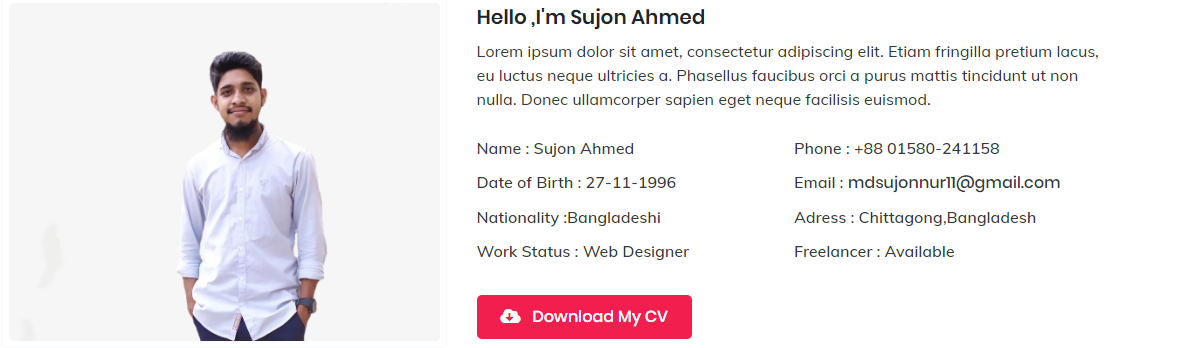 Hello ,I'm Sujon Ahmed
Lorem ipsum dolor sit amet, consectetur adipiscing elit. Etiam fringilla pretium lacus,
eu luctus neque ultricies a. Phasellus faucibus orci a purus mattis tincidunt ut non
nulla. Donec ullamcorper sapien eget neque facilisis euismod.
Name : Sujon Ahmed
Phone : +88 01580-241158
Date of Birth : 27-11-1996
Email : mdsujonnur11@gmail.com
Nationality :Bangladeshi
Adress : Chittagong,Bangladesh
Work Status : Web Designer
Freelancer : Available
Download My CV